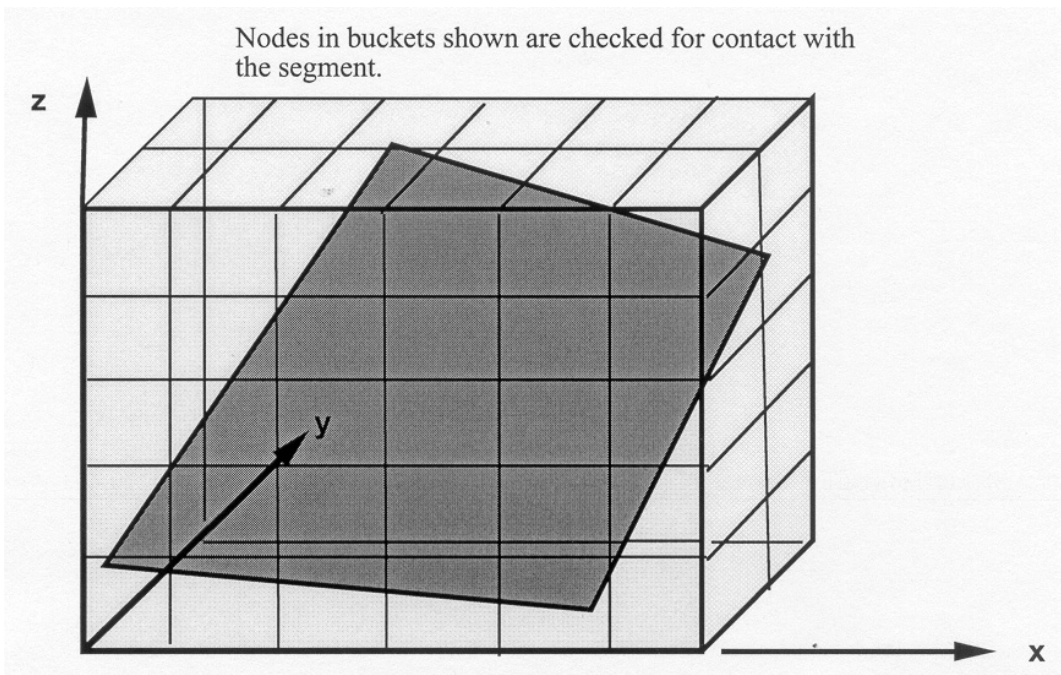 Nodes in buckets shown are checked for contact with
the segment.
z
y
x